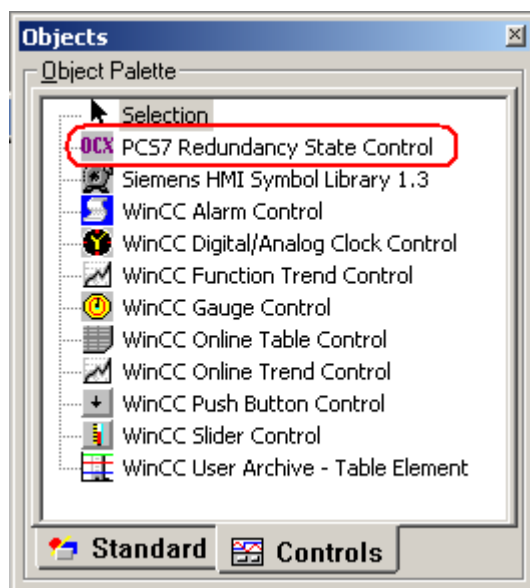 Objects
Object Palette
Selection
OCX PCS7 Redundancy State Control
Siemens HMI Symbol Library 1.3
WinCC Alarm Control
WinCC Digital/Analog Clock Control
WinCC Function Trend Control
WinCC Gauge Control
WinCC Online Table Control
WinCC Online Trend Control
WinCC Push Button Control
WinCC Slider Control
WinCC User Archive - Table Element
Standard Controls